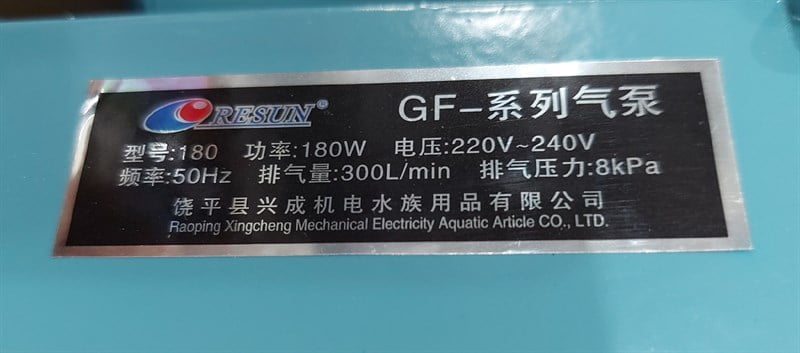 RESUN® GF-系列气泵
型号:180 功率:180W 电压:220V~240V
频率:50Hz 排气量:300L/min 排气压力:8kPa
饶平县兴成机电水族用品有限公司
Raoping Xingcheng Mechanical Electricity Aquatic Article CO., LTD.